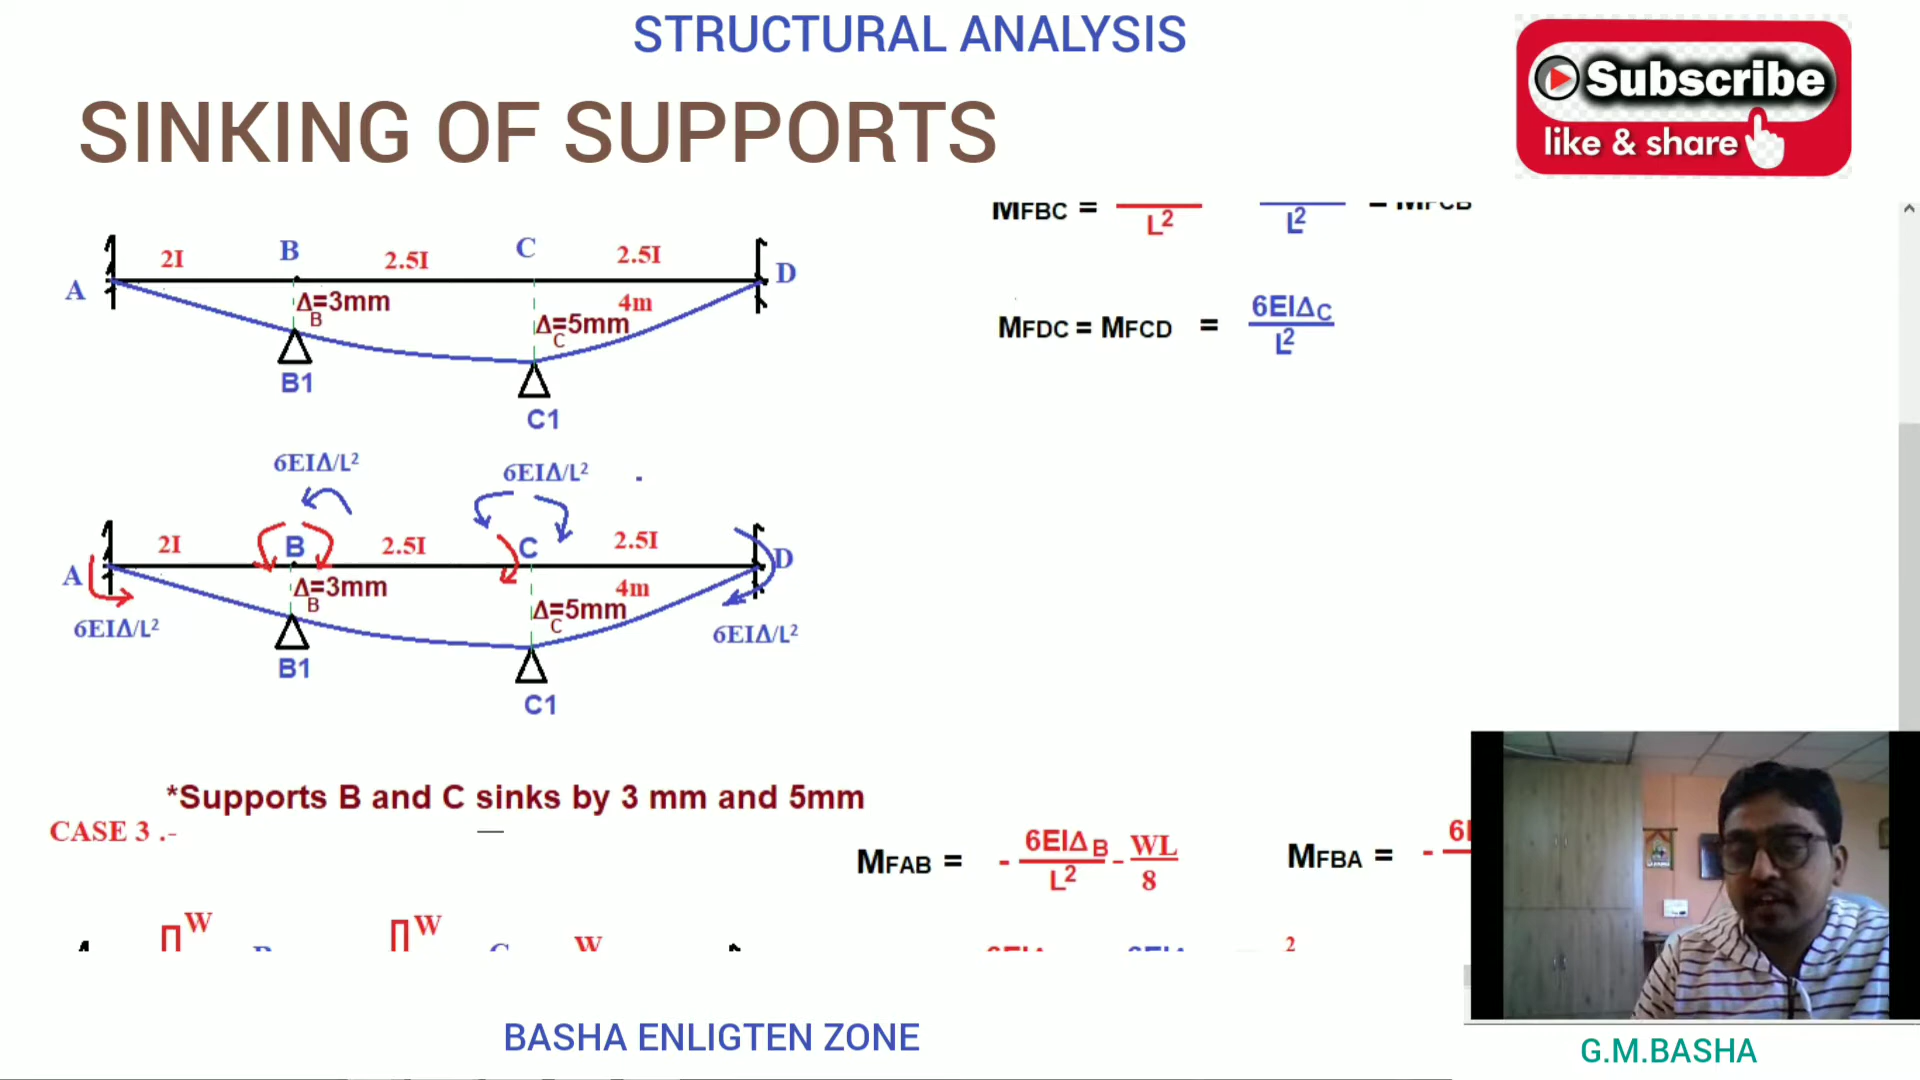 STRUCTURAL ANALYSIS
SINKING OF SUPPORTS
Subscribe
like & share
MFBC = L² L² = MFCB
A 2I B 2.5I C 2.5I D
Δ=3mm
B
Δ=5mm
C
4m
B1
C1
MFDC = MFCD = 6EIΔC
L²
6EIΔ/L² 6EIΔ/L²
A 2I B 2.5I C 2.5I D
Δ=3mm
B
Δ=5mm
C
4m
6EIΔ/L² 6EIΔ/L²
B1
C1
*Supports B and C sinks by 3 mm and 5mm
CASE 3 .-
MFAB = - 6EIΔB - WL
L² 8
MFBA = -
W W W
2
BASHA ENLIGTEN ZONE
G.M.BASHA